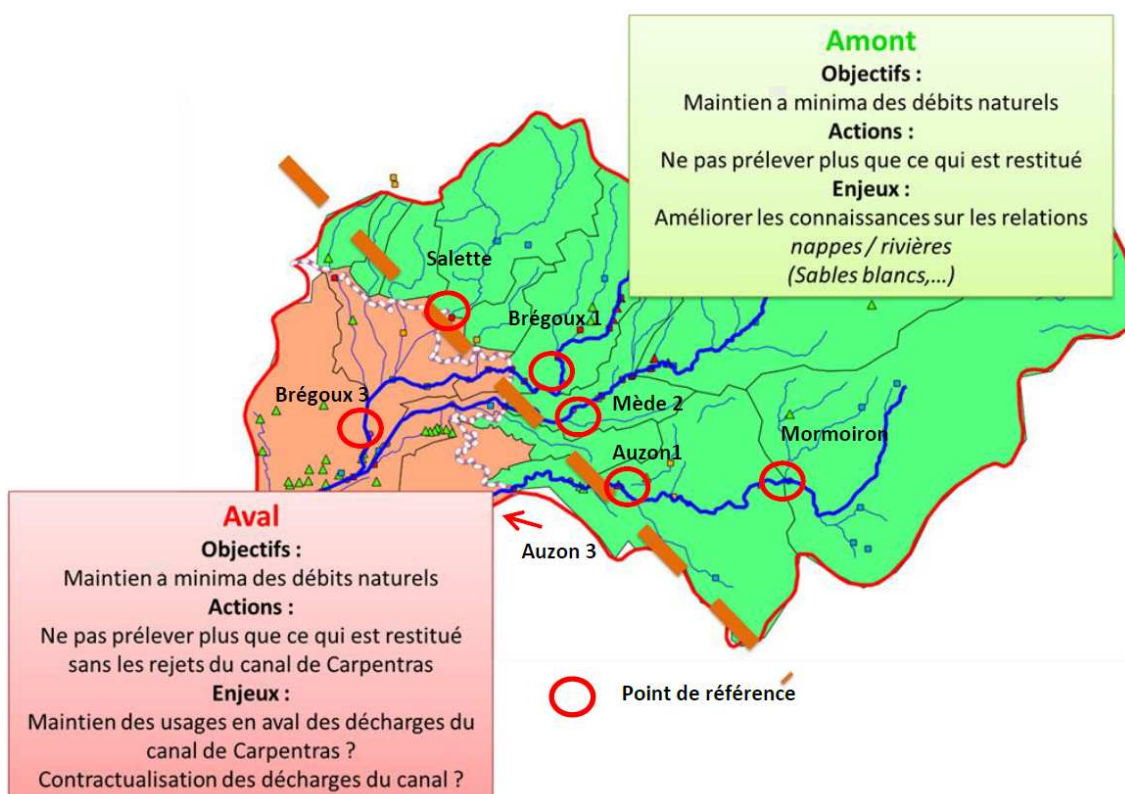 Amont
Objectifs :
Maintien a minima des débits naturels
Actions :
Ne pas prélever plus que ce qui est restitué
Enjeux :
Améliorer les connaissances sur les relations
nappes / rivières
(Sables blancs,...)
Salette
Brégoux 1
Brégoux 3
Mède 2
Mormoiron
Auzon1
Auzon 3
Aval
Objectifs :
Maintien a minima des débits naturels
Actions :
Ne pas prélever plus que ce qui est restitué
sans les rejets du canal de Carpentras
Enjeux :
Maintien des usages en aval des décharges du
canal de Carpentras ?
Contractualisation des décharges du canal ?
Point de référence